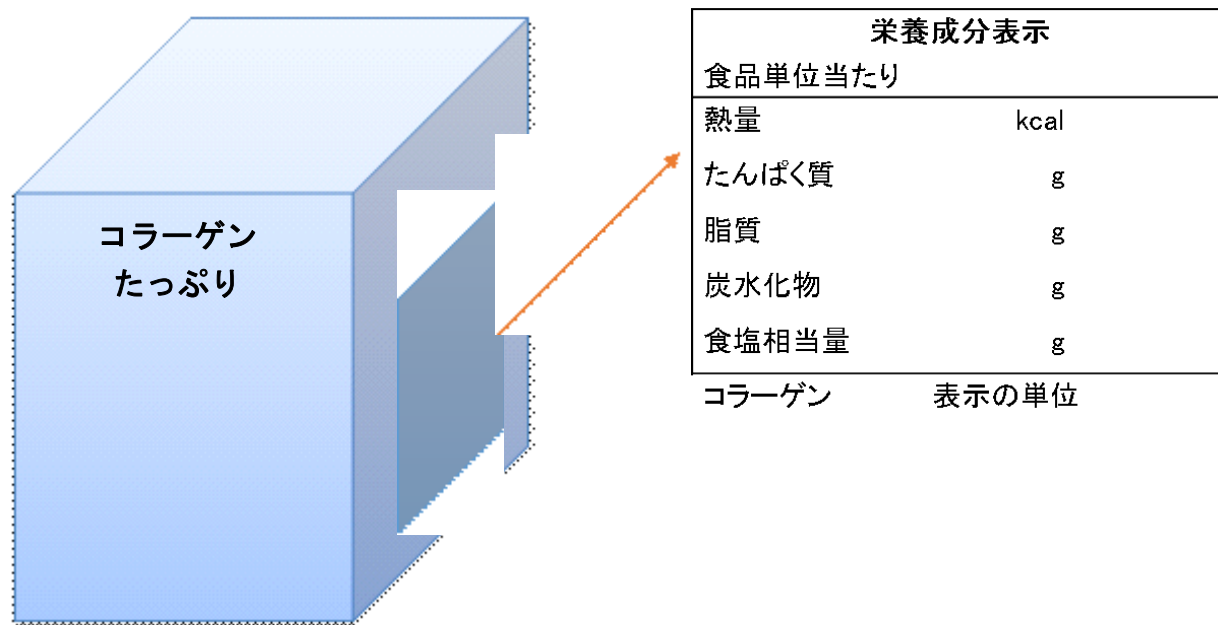 コラーゲン
たっぷり
栄養成分表示
食品単位当たり
熱量 kcal
たんぱく質 g
脂質 g
炭水化物 g
食塩相当量 g
コラーゲン 表示の単位